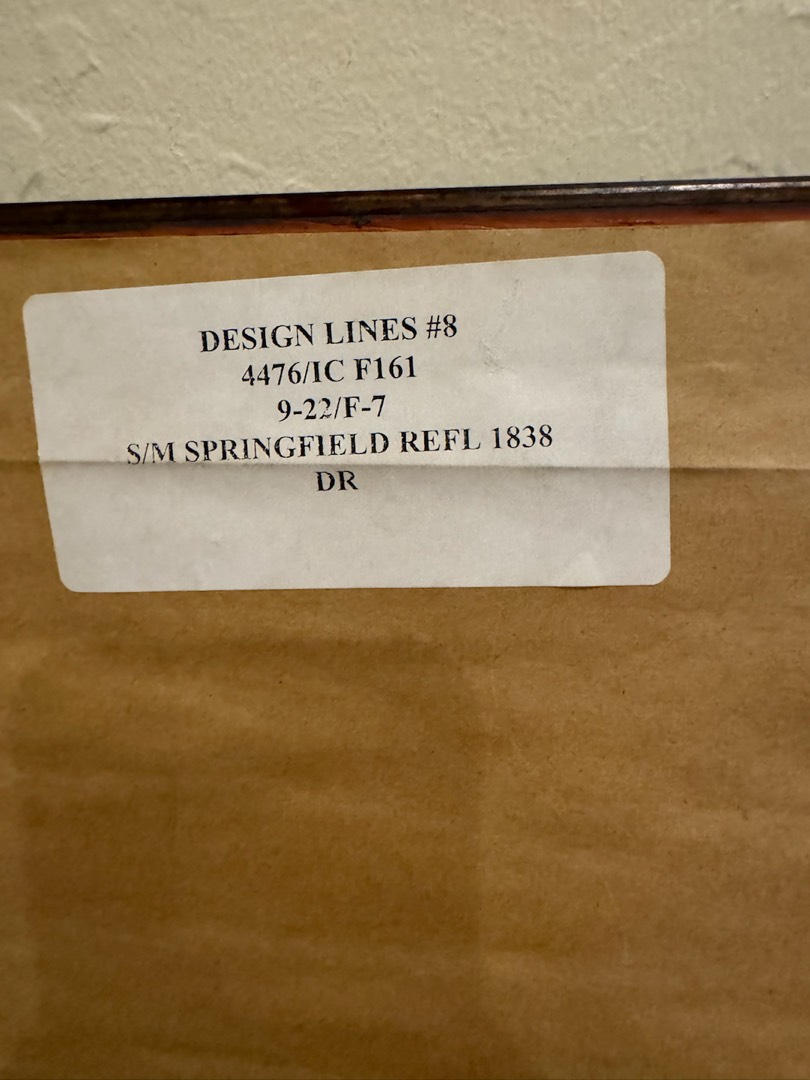 DESIGN LINES #8
4476/IC F161
9-22/F-7
S/M SPRINGFIELD REFL 1838
DR